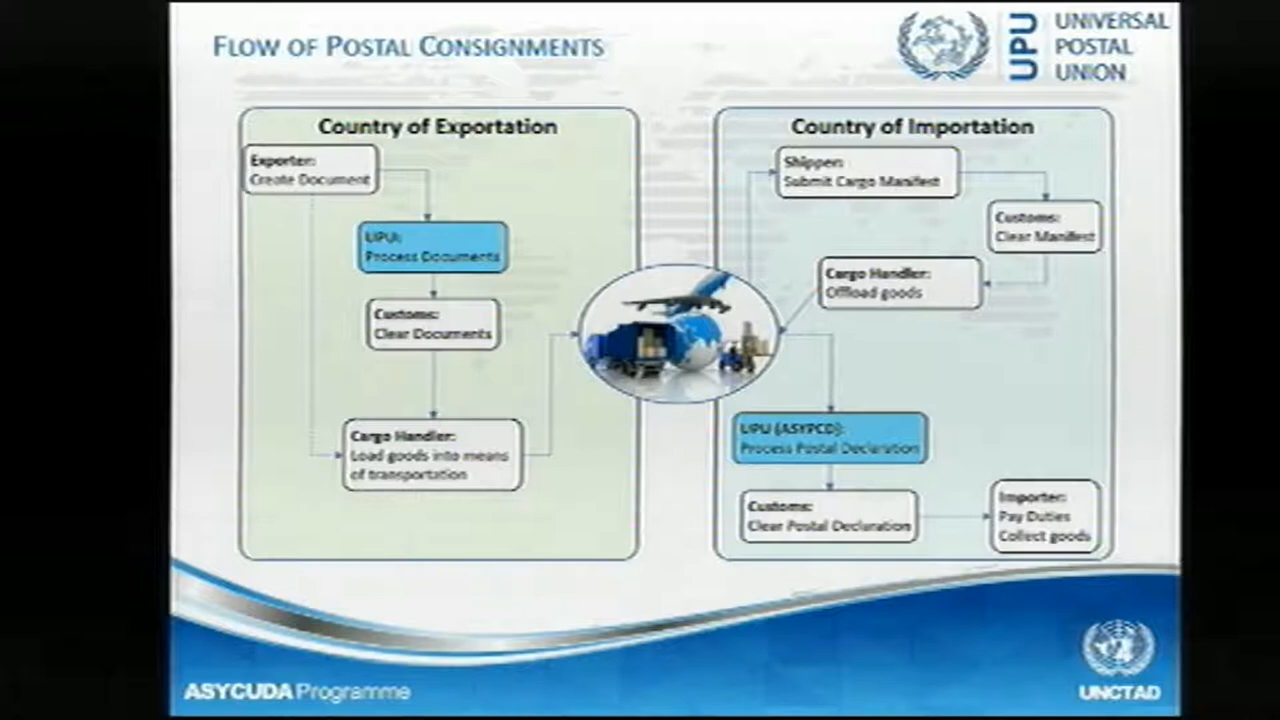 FLOW OF POSTAL CONSIGNMENTS
UPU
UNIVERSAL
POSTAL
UNION
Country of Exportation
Exporter:
Create Document
UPU:
Process Documents
Customs:
Clear Documents
Cargo Handler:
Load goods into means
of transportation
Country of Importation
Shipper:
Submit Cargo Manifest
Customs:
Clear Manifest
Cargo Handler:
Offload goods
UPU (ASYPCD):
Process Postal Declaration
Customs:
Clear Postal Declaration
Importer:
Pay Duties
Collect goods
ASYCUDA Programme
UNCTAD